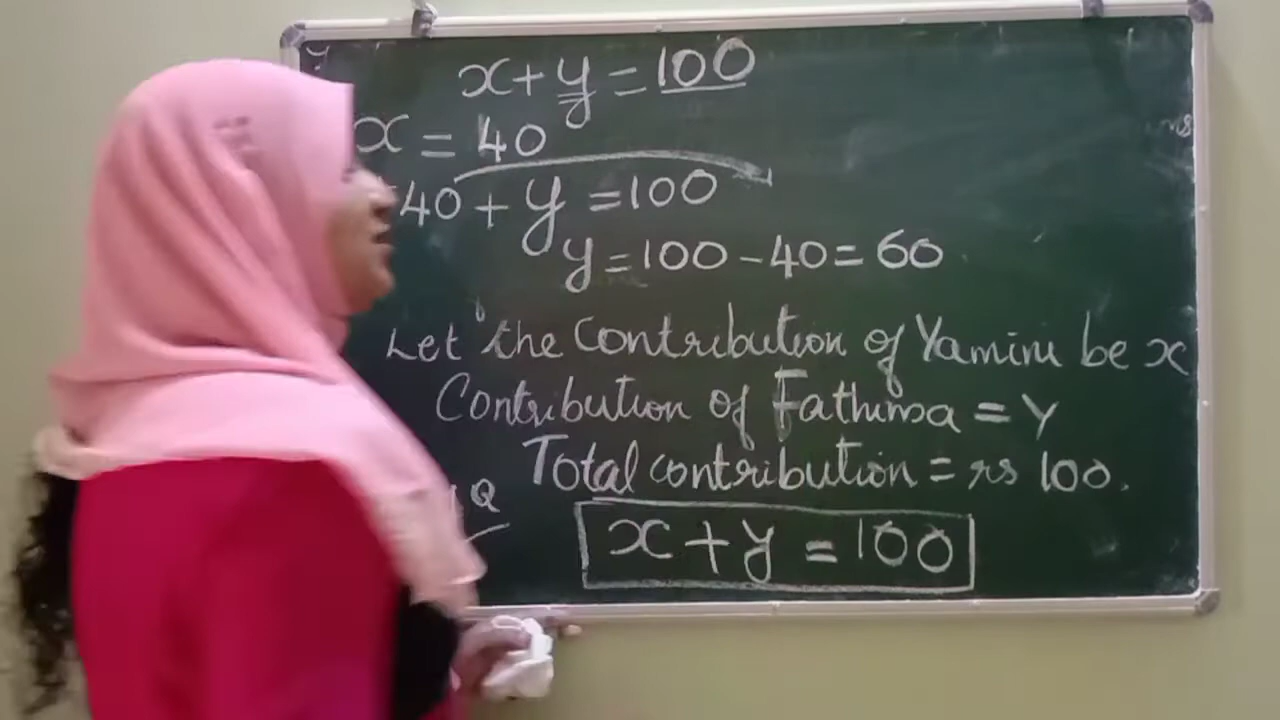 x + y = 100
x = 40
40 + y = 100
y = 100 - 40 = 60
Let the Contribution of Yamini be x
Contribution of Fathima = Y
Total contribution = rs 100.
Q
x + y = 100